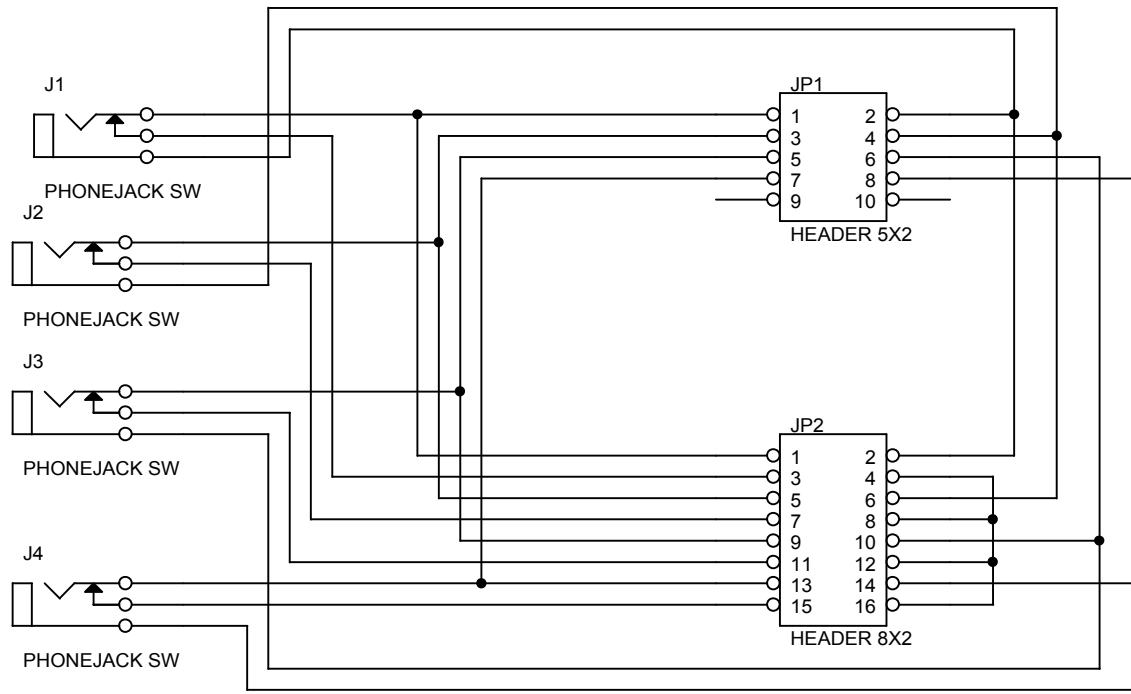 J1
PHONEJACK SW
J2
PHONEJACK SW
J3
PHONEJACK SW
J4
PHONEJACK SW
JP1
1 2
3 4
5 6
7 8
9 10
HEADER 5X2
JP2
1 2
3 4
5 6
7 8
9 10
11 12
13 14
15 16
HEADER 8X2